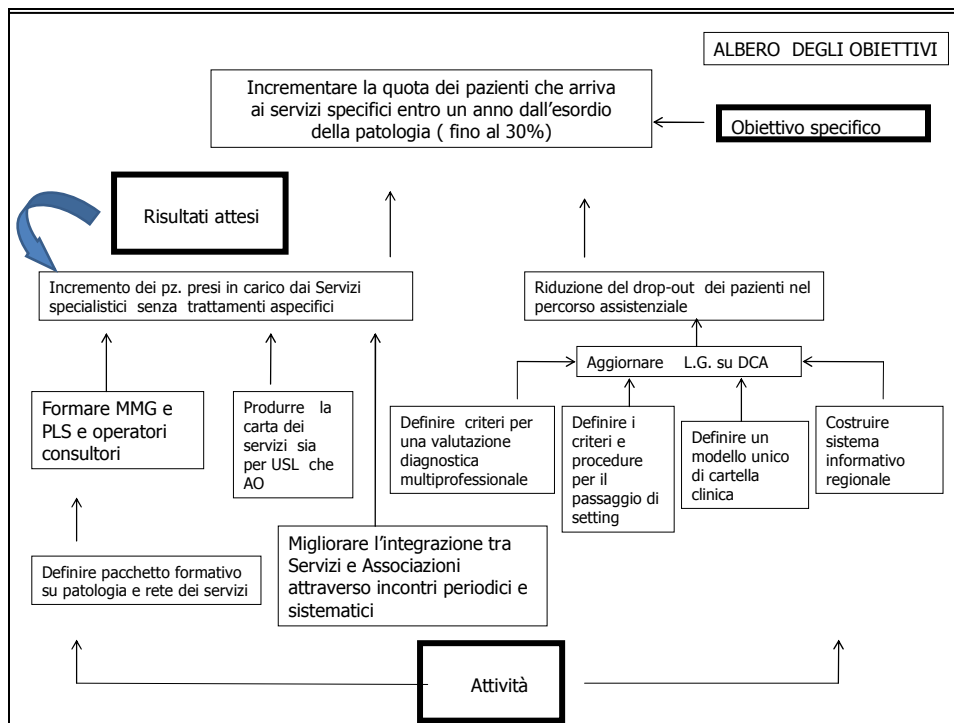 ALBERO DEGLI OBIETTIVI
Incrementare la quota dei pazienti che arriva
ai servizi specifici entro un anno dall'esordio
della patologia ( fino al 30%)
Obiettivo specifico
Risultati attesi
Incremento dei pz. presi in carico dai Servizi
specialistici senza trattamenti aspecifici
Riduzione del drop-out dei pazienti nel
percorso assistenziale
Aggiornare L.G. su DCA
Formare MMG e
PLS e operatori
consultori
Produrre la
carta dei
servizi sia
per USL che
AO
Definire criteri per
una valutazione
diagnostica
multiprofessionale
Definire i
criteri e
procedure
per il
passaggio di
setting
Definire un
modello unico
di cartella
clinica
Costruire
sistema
informativo
regionale
Definire pacchetto formativo
su patologia e rete dei servizi
Migliorare l'integrazione tra
Servizi e Associazioni
attraverso incontri periodici e
sistematici
Attività